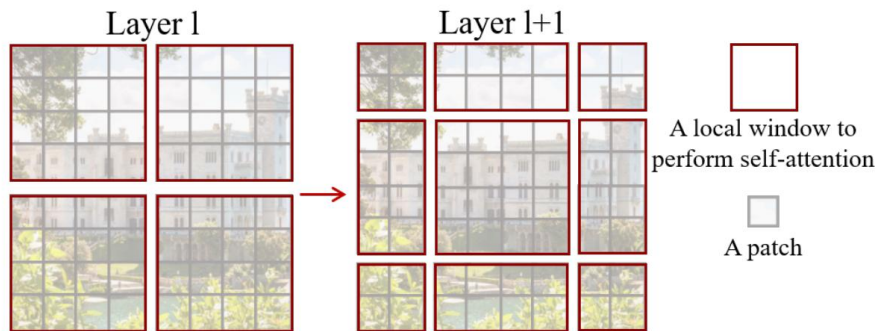 Layer l
Layer l+1
A local window to
perform self-attention
A patch